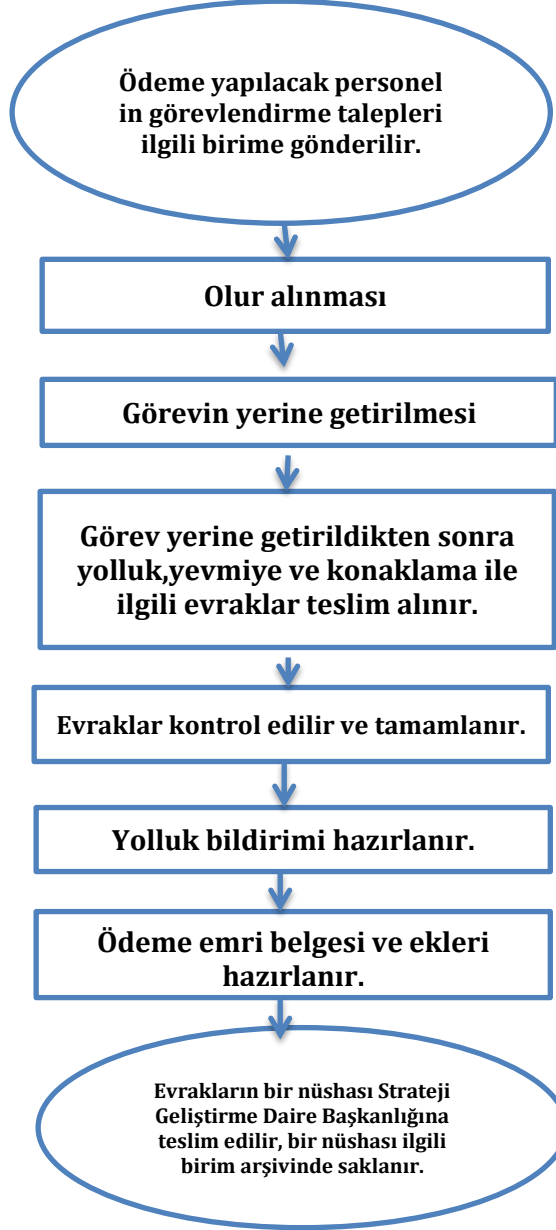 Ödeme yapılacak personel
in görevlendirme talepleri
ilgili birime gönderilir.
Olur alınması
Görevin yerine getirilmesi
Görev yerine getirildikten sonra
yolluk,yevmiye ve konaklama ile
ilgili evraklar teslim alınır.
Evraklar kontrol edilir ve tamamlanır.
Yolluk bildirimi hazırlanır.
Ödeme emri belgesi ve ekleri
hazırlanır.
Evrakların bir nüshası Strateji
Geliştirme Daire Başkanlığına
teslim edilir, bir nüshası ilgili
birim arşivinde saklanır.